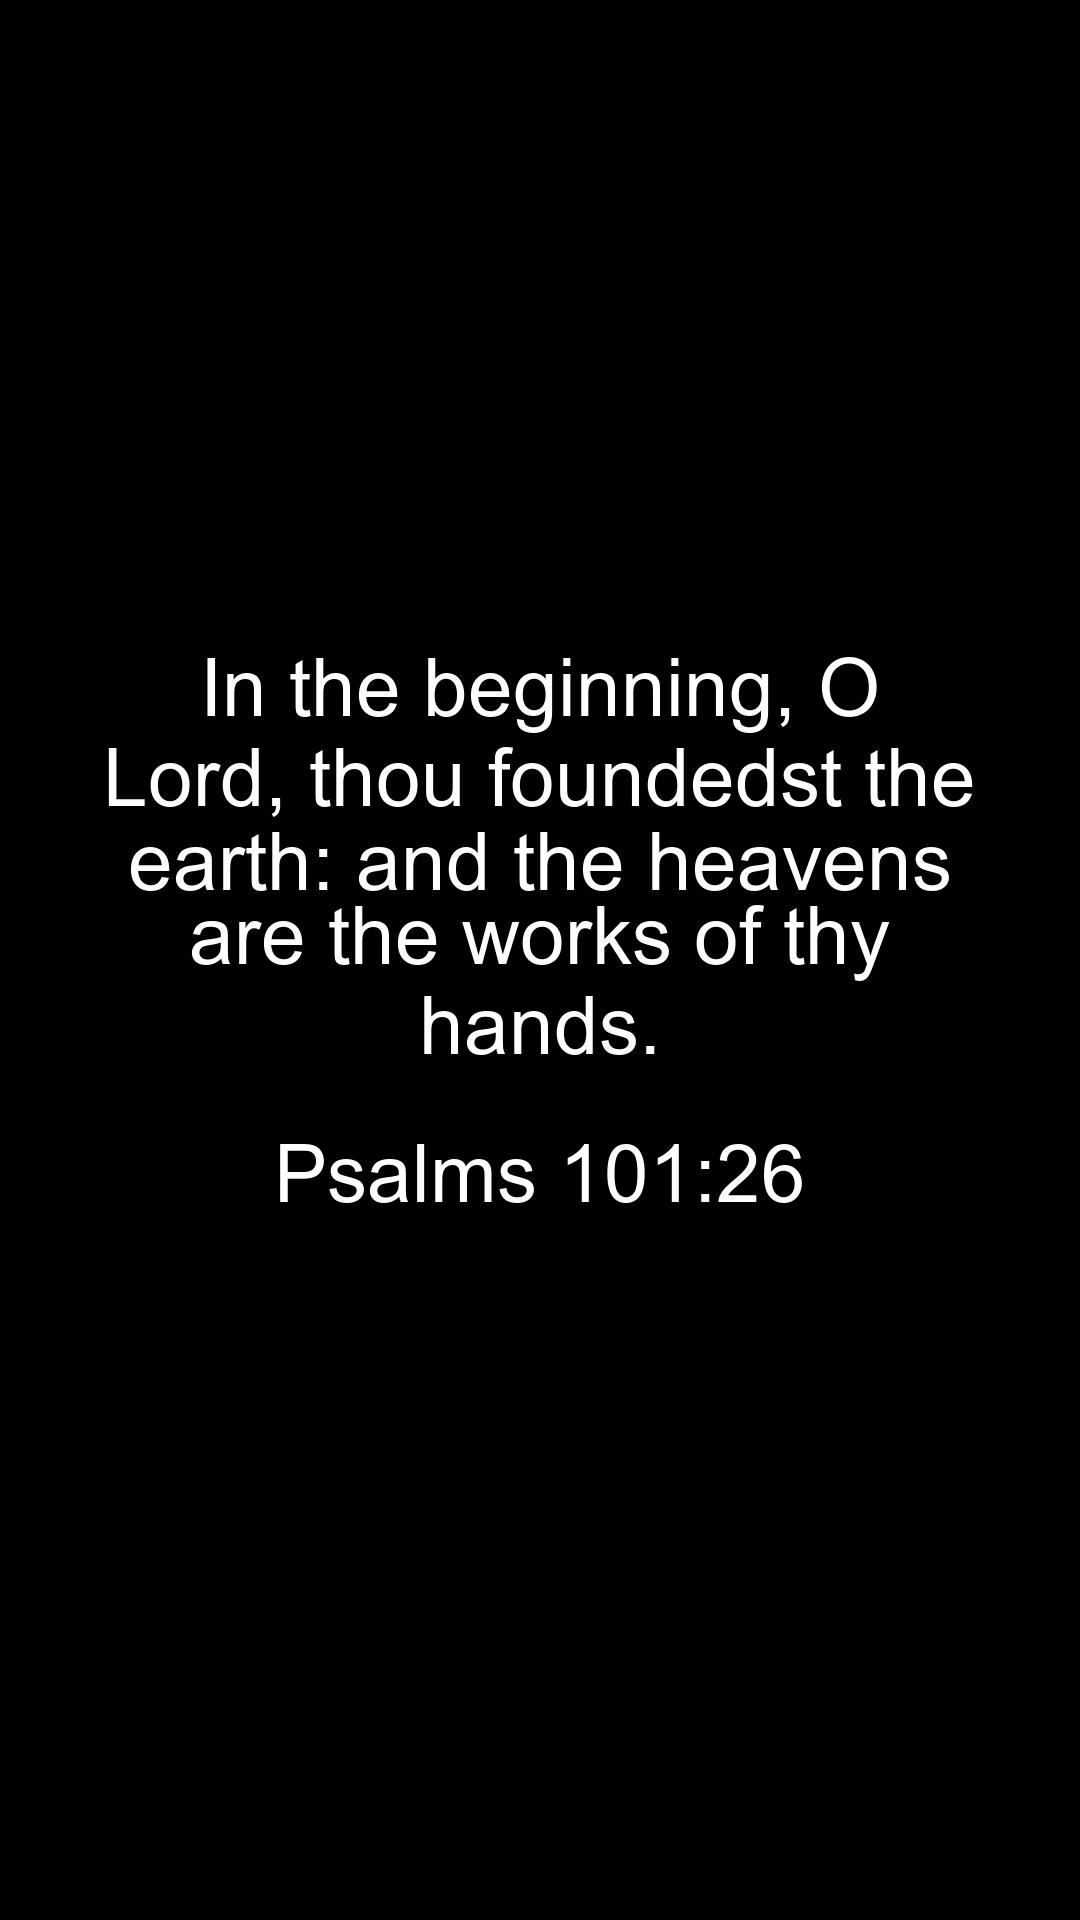 In the beginning, O
Lord, thou foundedst the
earth: and the heavens
are the works of thy
hands.
Psalms 101:26